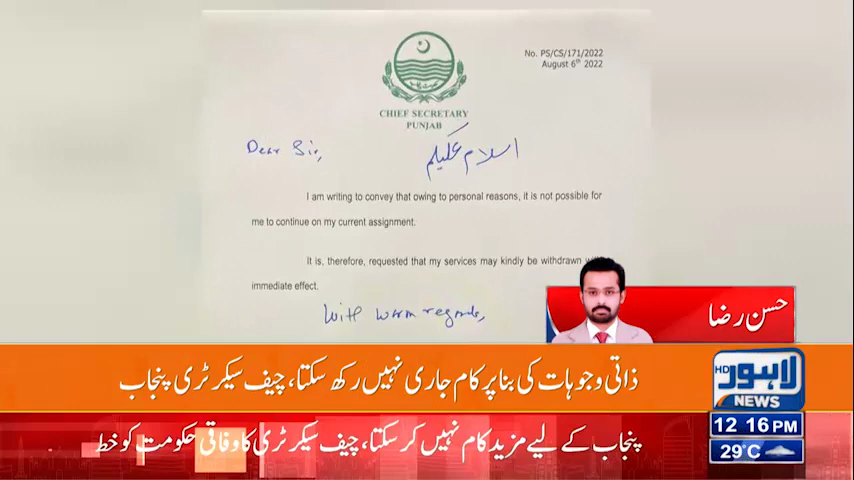 No. PS/CS/171/2022
August 6th 2022
CHIEF SECRETARY
PUNJAB
Dear Sir,
اسلام علیکم
I am writing to convey that owing to personal reasons, it is not possible for
me to continue on my current assignment.
It is, therefore, requested that my services may kindly be withdrawn
immediate effect.
With warm regards,
حسن رضا
ذاتی وجوہات کی بنا پر کام جاری نہیں رکھ سکتا، چیف سیکرٹری پنجاب
پنجاب کے لیے مزید کام نہیں کر سکتا، چیف سیکرٹری کا وفاقی حکومت کو خط
لاہور HD
NEWS
12 16 PM
29°C